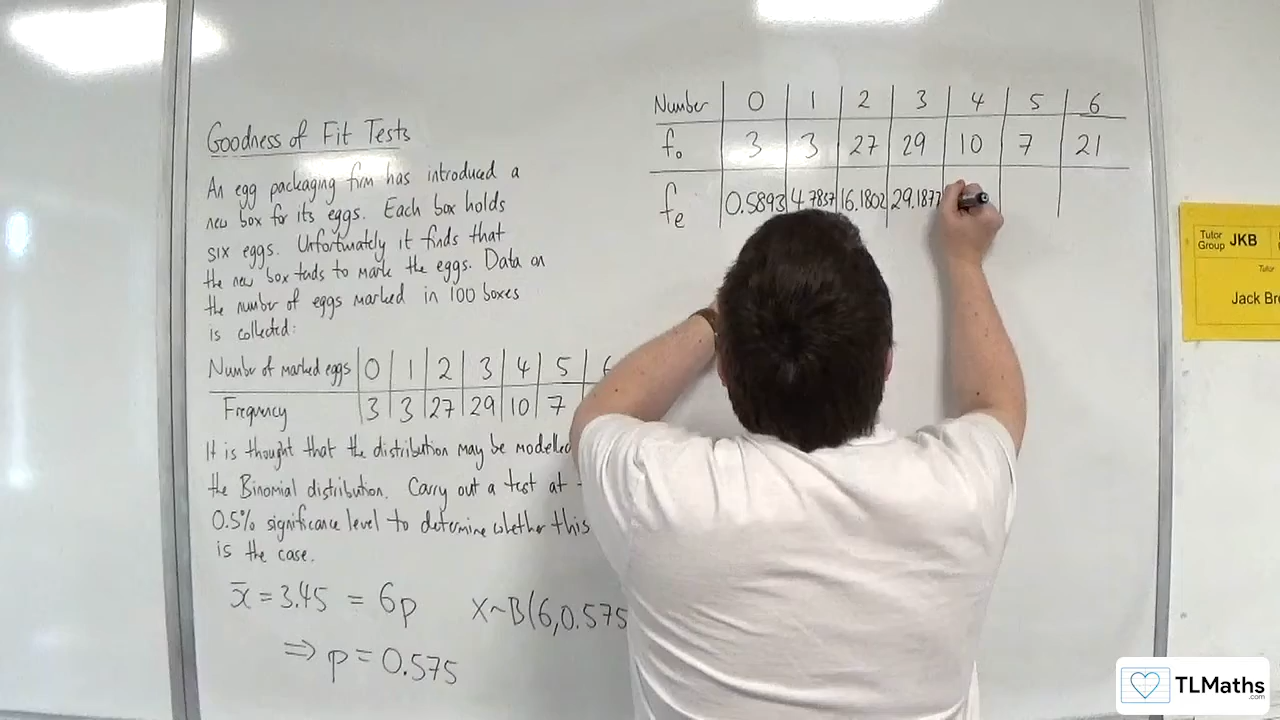 Goodness of Fit Tests
An egg packaging firm has introduced a
new box for its eggs. Each box holds
six eggs. Unfortunately it finds that
the new box tends to mark the eggs. Data on
the number of eggs marked in 100 boxes
is collected:
Number of marked eggs 0 1 2 3 4 5
Frequency 3 3 27 29 10 7
It is thought that the distribution may be modelled
the Binomial distribution. Carry out a test at
0.5% significance level to determine whether this
is the case.
x̄ = 3.45 = 6p
X~B(6,0.575
⇒ p = 0.575
Number 0 1 2 3 4 5 6
fo 3 3 27 29 10 7 21
fe 0.5893 4.7837 16.1802 29.1877
Tutor Group JKB
Tutor
Jack Bre
TLMaths
.com